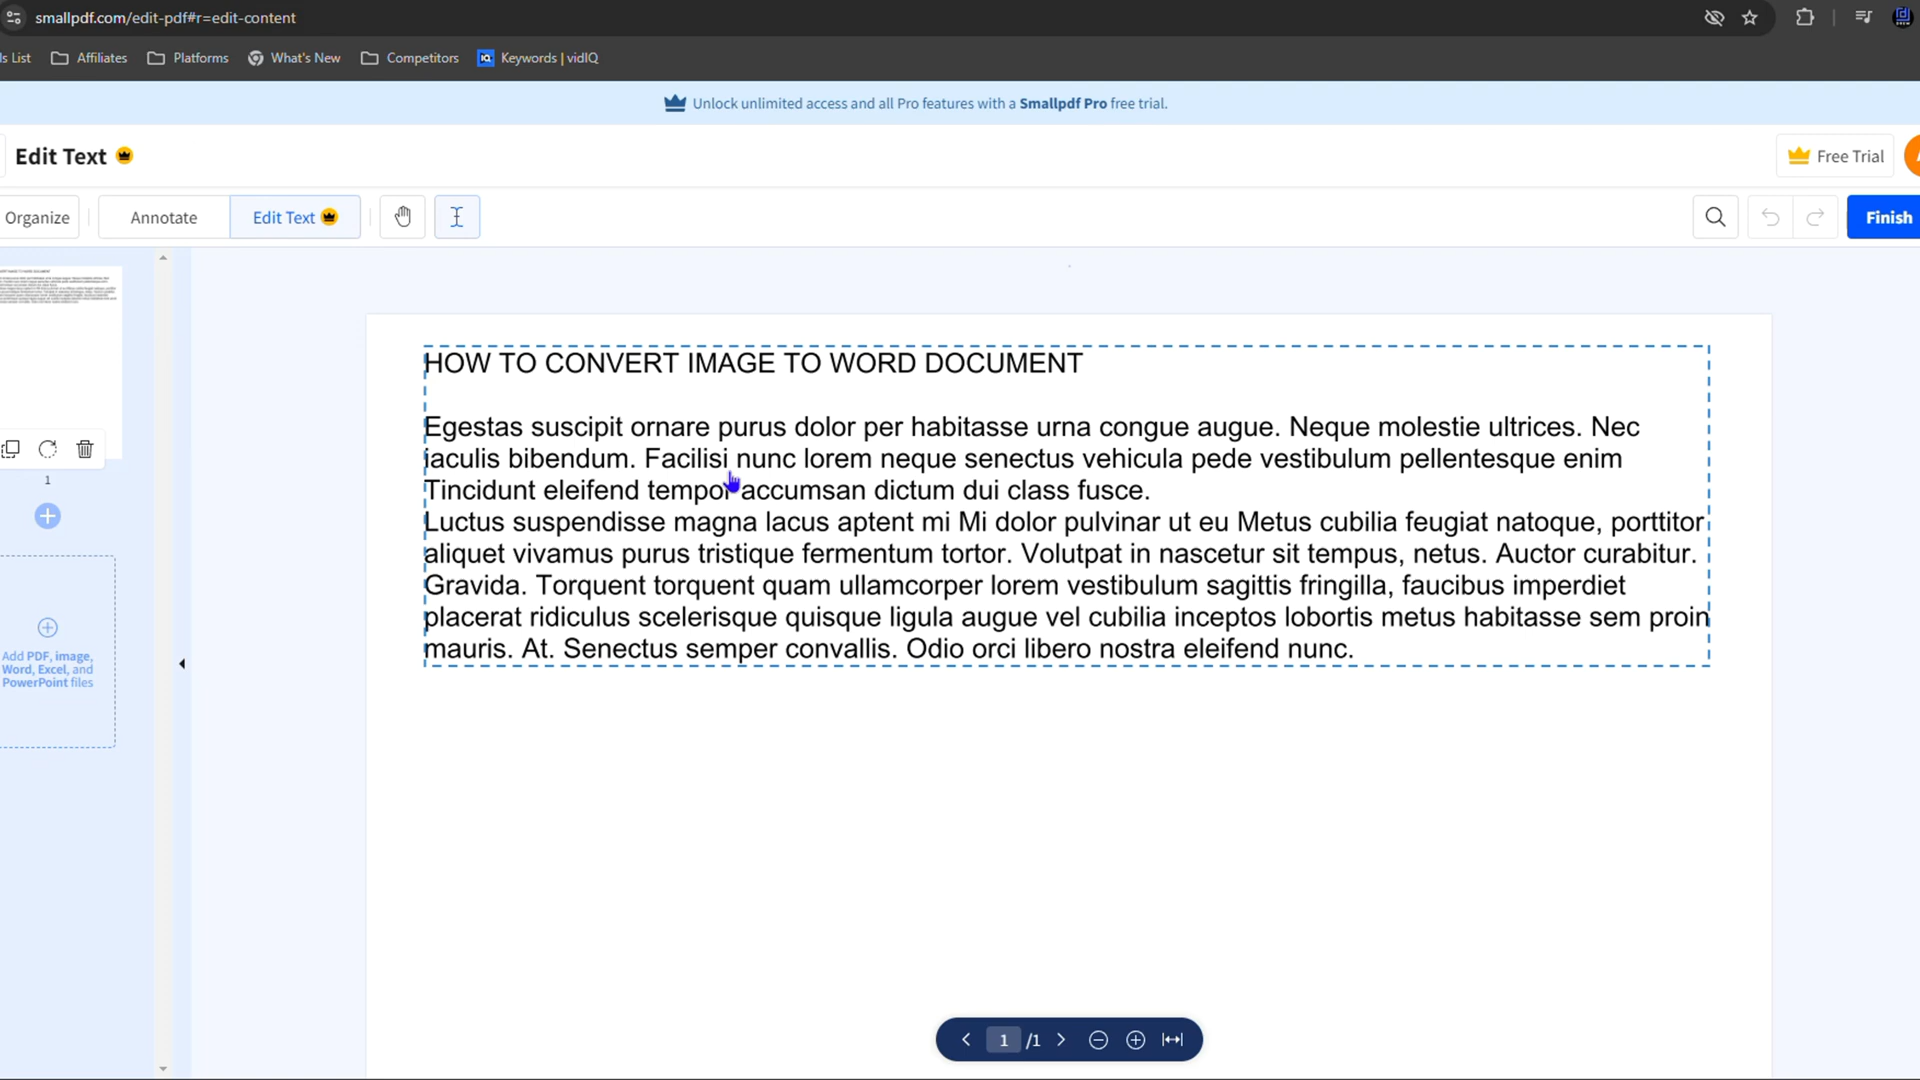 smallpdf.com/edit-pdf#r=edit-content
ls List Affiliates Platforms What's New Competitors IQ Keywords | vidIQ
Unlock unlimited access and all Pro features with a Smallpdf Pro free trial.
Edit Text Free Trial
Organize Annotate Edit Text Finish
HOW TO CONVERT IMAGE TO WORD DOCUMENT
Egestas suscipit ornare purus dolor per habitasse urna congue augue. Neque molestie ultrices. Nec
iaculis bibendum. Facilisi nunc lorem neque senectus vehicula pede vestibulum pellentesque enim
Tincidunt eleifend tempor accumsan dictum dui class fusce.
Luctus suspendisse magna lacus aptent mi Mi dolor pulvinar ut eu Metus cubilia feugiat natoque, porttitor
aliquet vivamus purus tristique fermentum tortor. Volutpat in nascetur sit tempus, netus. Auctor curabitur.
Gravida. Torquent torquent quam ullamcorper lorem vestibulum sagittis fringilla, faucibus imperdiet
placerat ridiculus scelerisque quisque ligula augue vel cubilia inceptos lobortis metus habitasse sem proin
mauris. At. Senectus semper convallis. Odio orci libero nostra eleifend nunc.
1
Add PDF, image,
Word, Excel, and
PowerPoint files
1 /1